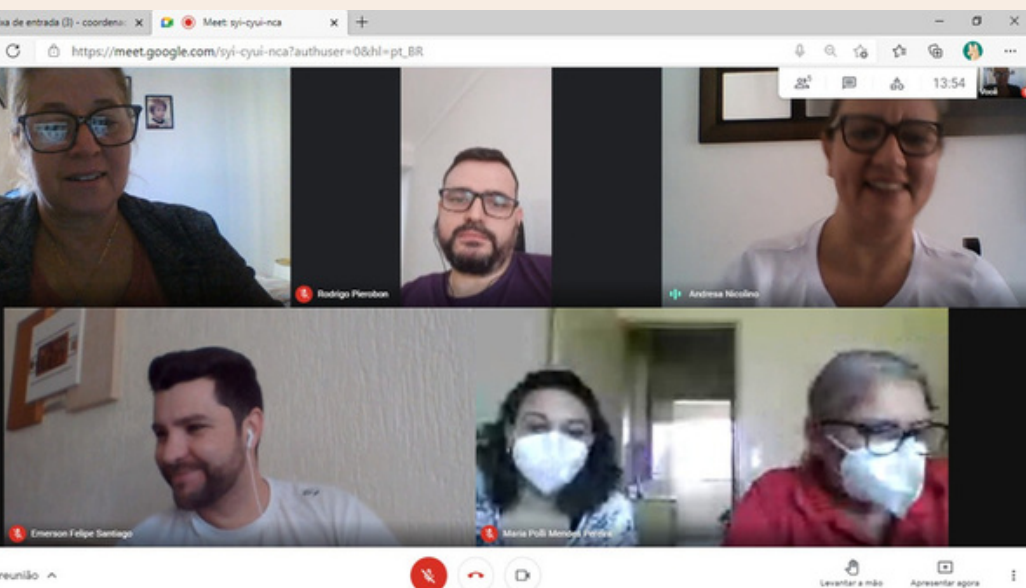 xa de entrada (3) - coordena
Meet: syi-cyui-nca
https://meet.google.com/syi-cyui-nca?authuser=0&hl=pt_BR
5
13:54
Você
Rodrigo Pierobon
Andresa Nicolino
Emerson Felipe Santiago
Maria Polli Mendes Pereira
reunião
Levantar a mão
Apresentar agora